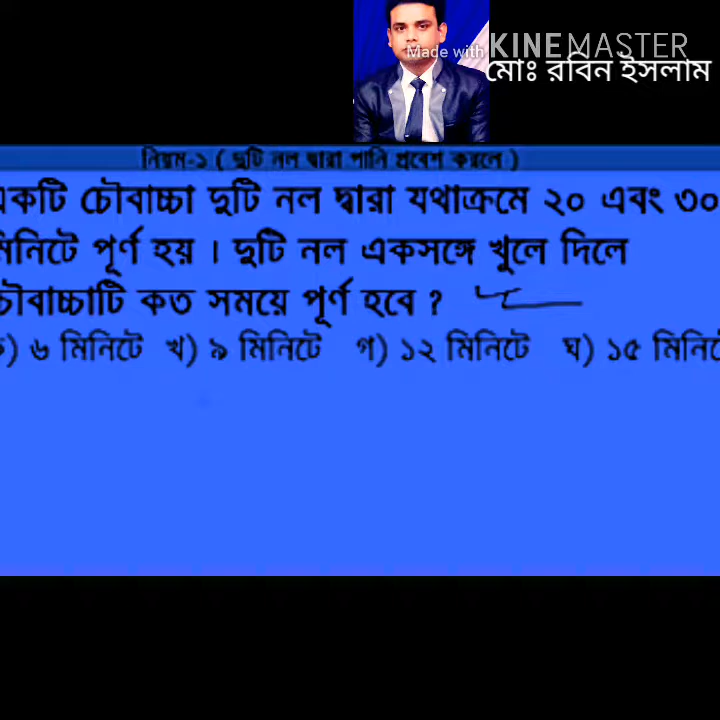 Made with KINEMASTER
মোঃ রবিন ইসলাম
নিয়ম-১ ( দুটি নল দ্বারা পানি প্রবেশ করলে )
একটি চৌবাচ্চা দুটি নল দ্বারা যথাক্রমে ২০ এবং ৩০
মিনিটে পূর্ণ হয় । দুটি নল একসঙ্গে খুলে দিলে
চৌবাচ্চাটি কত সময়ে পূর্ণ হবে ?
ক) ৬ মিনিটে খ) ৯ মিনিটে গ) ১২ মিনিটে ঘ) ১৫ মিনিটে